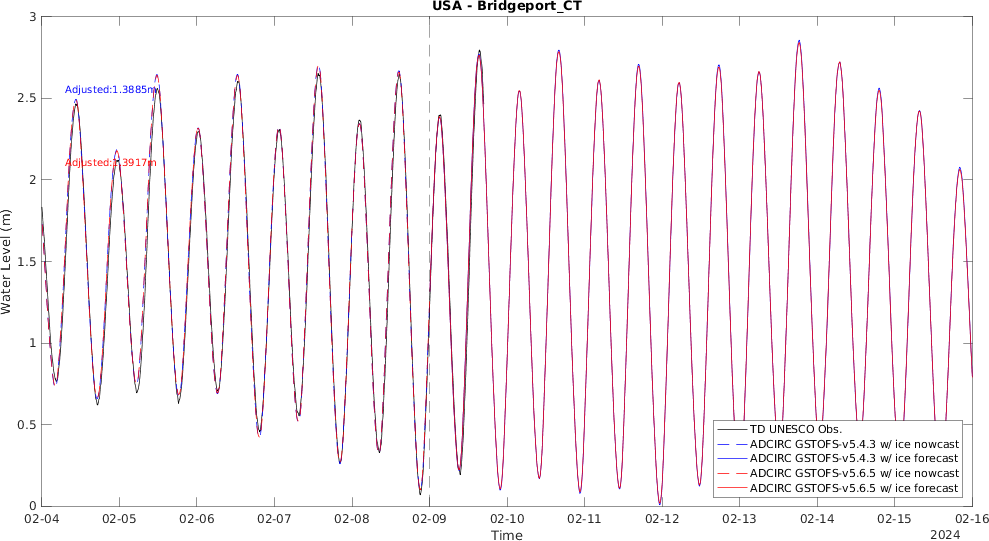 USA - Bridgeport_CT
3
2.5
2
1.5
1
0.5
0
Water Level (m)
Adjusted:1.3885m
Adjusted:1.3917m
TD UNESCO Obs.
ADCIRC GSTOFS-v5.4.3 w/ ice nowcast
ADCIRC GSTOFS-v5.4.3 w/ ice forecast
ADCIRC GSTOFS-v5.6.5 w/ ice nowcast
ADCIRC GSTOFS-v5.6.5 w/ ice forecast
02-04 02-05 02-06 02-07 02-08 02-09 02-10 02-11 02-12 02-13 02-14 02-15 02-16
Time
2024